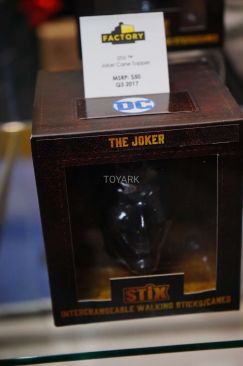 FACTORY
STIX™
Joker Cane Topper
MSRP: $80
Q3 2017
DC
THE JOKER
TOYARK
STIX
INTERCHANGEABLE WALKING STICKS/CANES